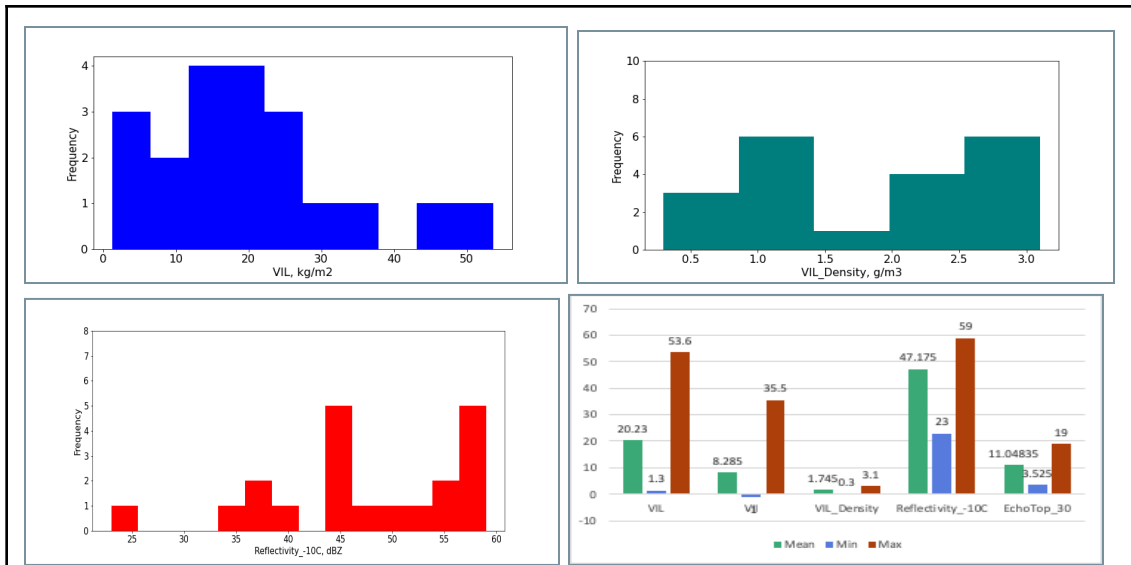 4
3
2
1
0
Frequency
0 10 20 30 40 50
VIL, kg/m2
10
8
6
4
2
0
Frequency
0.5 1.0 1.5 2.0 2.5 3.0
VIL_Density, g/m3
8
7
6
5
4
3
2
1
0
Frequency
25 30 35 40 45 50 55 60
Reflectivity_-10C, dBZ
70
60
50
40
30
20
10
0
-10
20.23 1.3 53.6
8.285 35.5
1.745 0.3 3.1
47.175 23 59
11.04835 3.525 19
VIL VIJ VIL_Density Reflectivity_-10C EchoTop_30
Mean Min Max